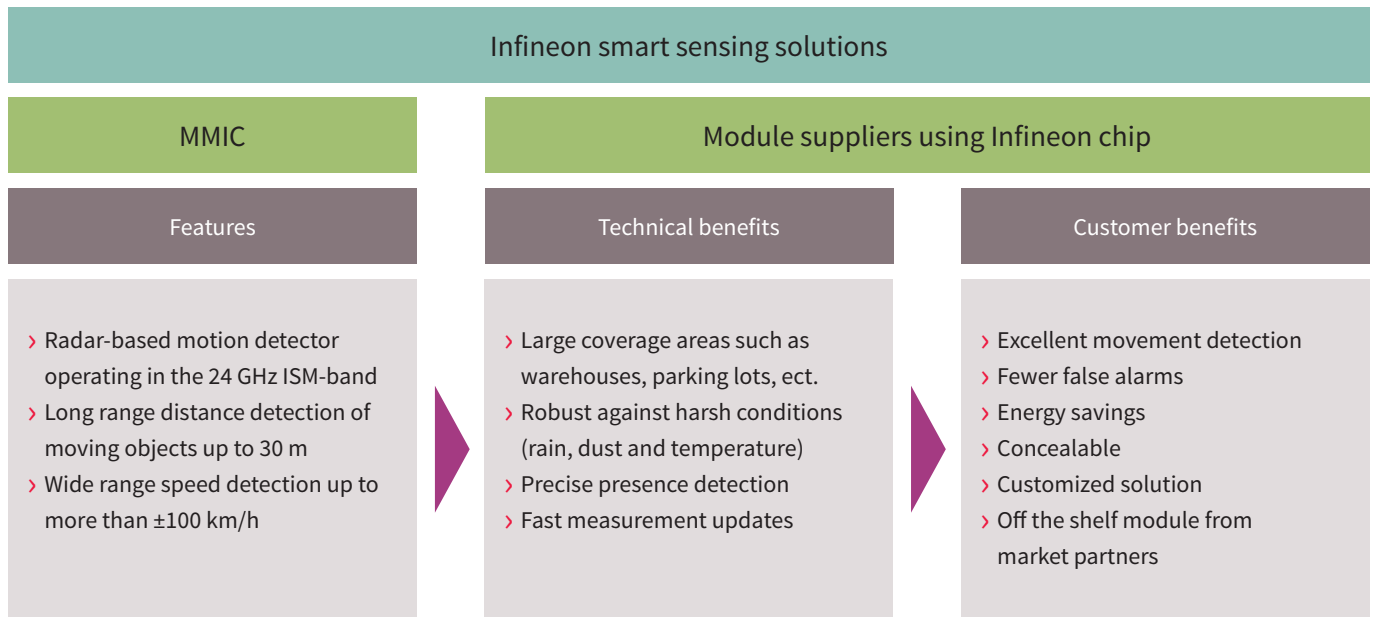 Infineon smart sensing solutions
MMIC
Module suppliers using Infineon chip
Features
Technical benefits
Customer benefits
› Radar-based motion detector
operating in the 24 GHz ISM-band
› Long range distance detection of
moving objects up to 30 m
› Wide range speed detection up to
more than ±100 km/h
› Large coverage areas such as
warehouses, parking lots, ect.
› Robust against harsh conditions
(rain, dust and temperature)
› Precise presence detection
› Fast measurement updates
› Excellent movement detection
› Fewer false alarms
› Energy savings
› Concealable
› Customized solution
› Off the shelf module from
market partners